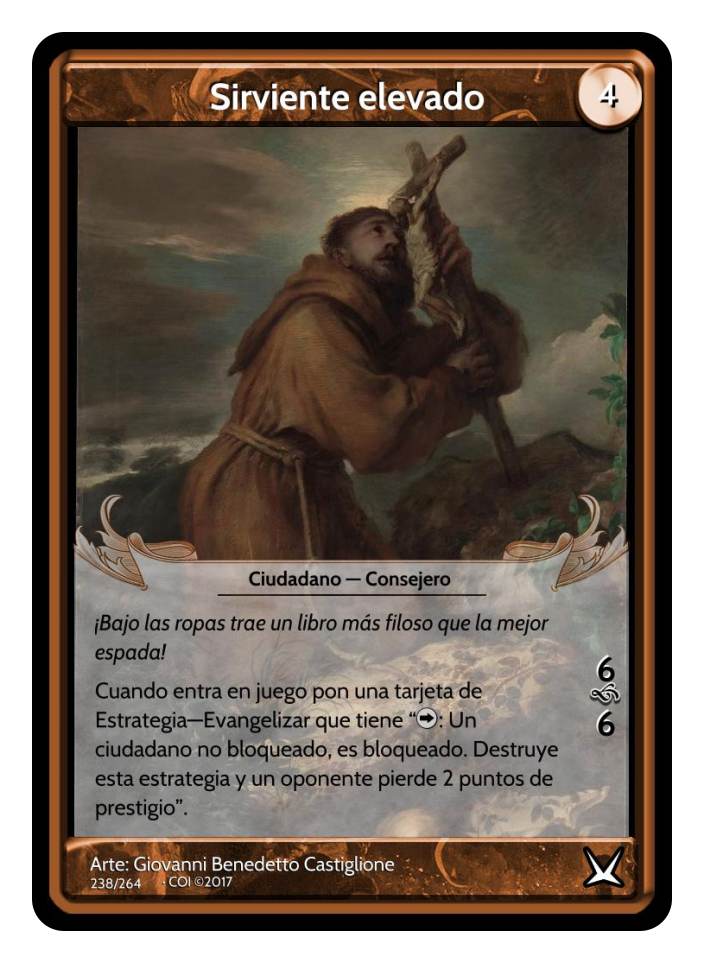 Sirviente elevado
4
Ciudadano — Consejero
¡Bajo las ropas trae un libro más filoso que la mejor
espada!
Cuando entra en juego pon una tarjeta de
Estrategia—Evangelizar que tiene “➡: Un
ciudadano no bloqueado, es bloqueado. Destruye
esta estrategia y un oponente pierde 2 puntos de
prestigio”.
6
6
Arte: Giovanni Benedetto Castiglione
238/264 · COI ©2017